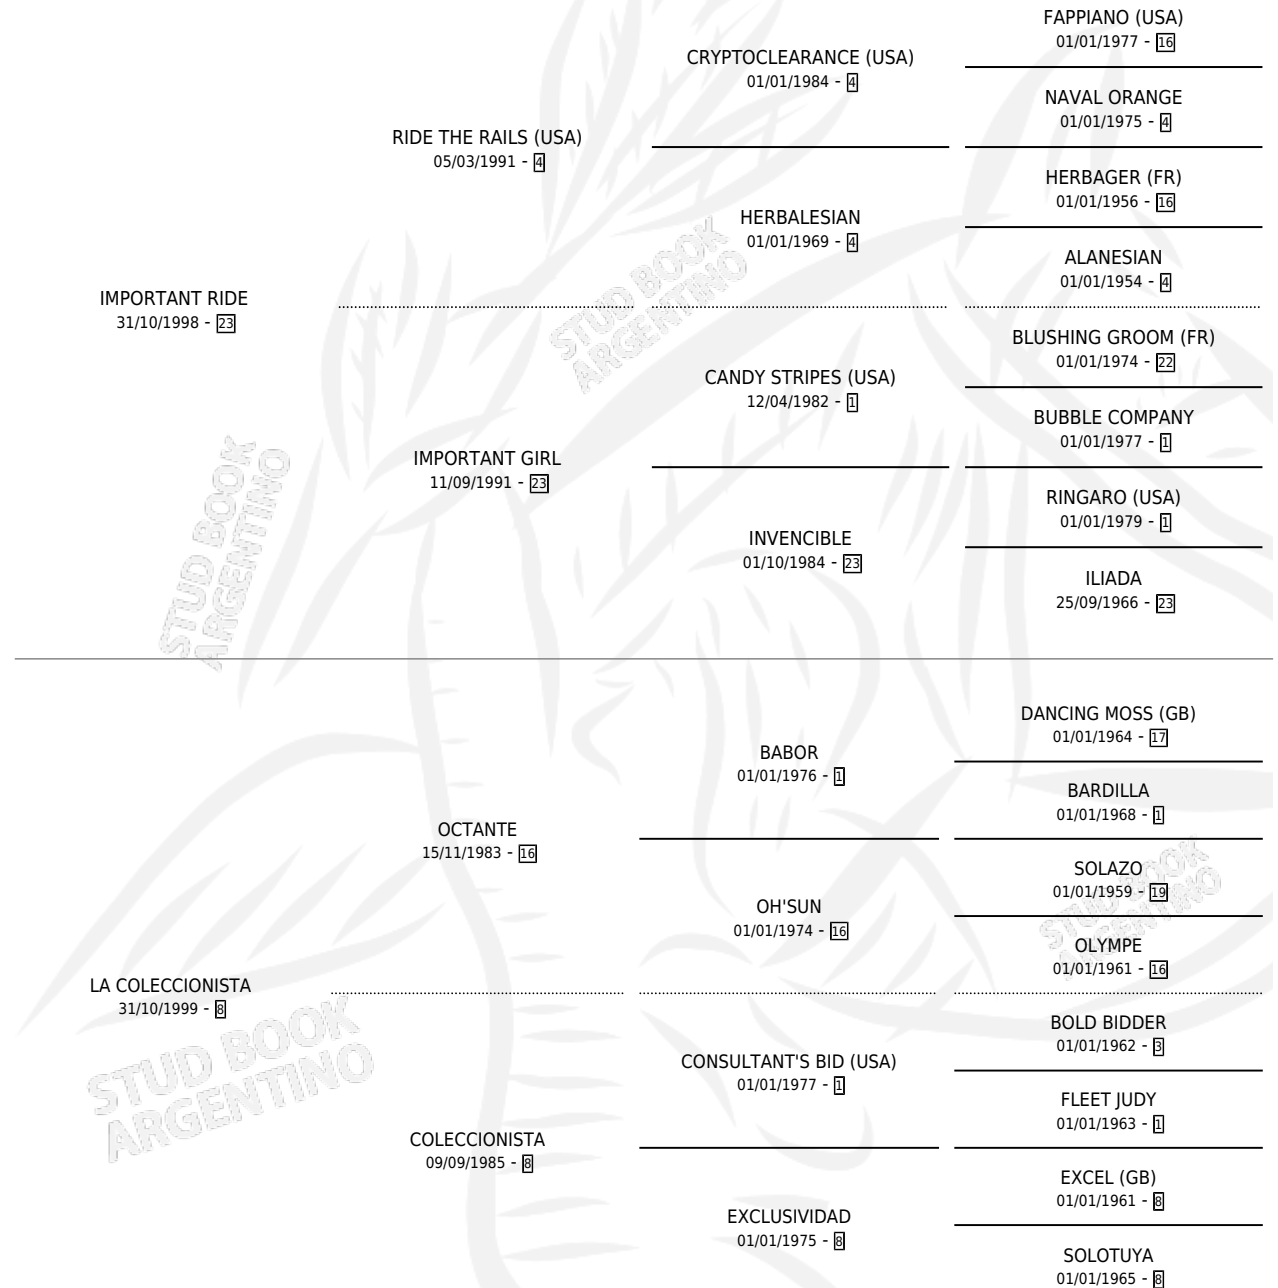 FAPPIANO (USA)
01/01/1977 - 16
CRYPTOCLEARANCE (USA)
01/01/1984 - 4
NAVAL ORANGE
01/01/1975 - 4
RIDE THE RAILS (USA)
05/03/1991 - 4
HERBAGER (FR)
01/01/1956 - 16
HERBALESIAN
01/01/1969 - 4
ALANESIAN
01/01/1954 - 4
IMPORTANT RIDE
31/10/1998 - 23
BLUSHING GROOM (FR)
01/01/1974 - 22
CANDY STRIPES (USA)
12/04/1982 - 1
BUBBLE COMPANY
01/01/1977 - 1
IMPORTANT GIRL
11/09/1991 - 23
RINGARO (USA)
01/01/1979 - 1
INVENCIBLE
01/10/1984 - 23
ILIADA
25/09/1966 - 23
STUD BOOK
ARGENTINO
STUD BOOK
ARGENTINO
DANCING MOSS (GB)
01/01/1964 - 17
BABOR
01/01/1976 - 1
BARDILLA
01/01/1968 - 1
OCTANTE
15/11/1983 - 16
SOLAZO
01/01/1959 - 19
OH'SUN
01/01/1974 - 16
OLYMPE
01/01/1961 - 16
STUD BOOK
ARGENTINO
LA COLECCIONISTA
31/10/1999 - 8
BOLD BIDDER
01/01/1962 - 3
CONSULTANT'S BID (USA)
01/01/1977 - 1
FLEET JUDY
01/01/1963 - 1
COLECCIONISTA
09/09/1985 - 8
EXCEL (GB)
01/01/1961 - 8
EXCLUSIVIDAD
01/01/1975 - 8
SOLOTUYA
01/01/1965 - 8
STUD BOOK
ARGENTINO